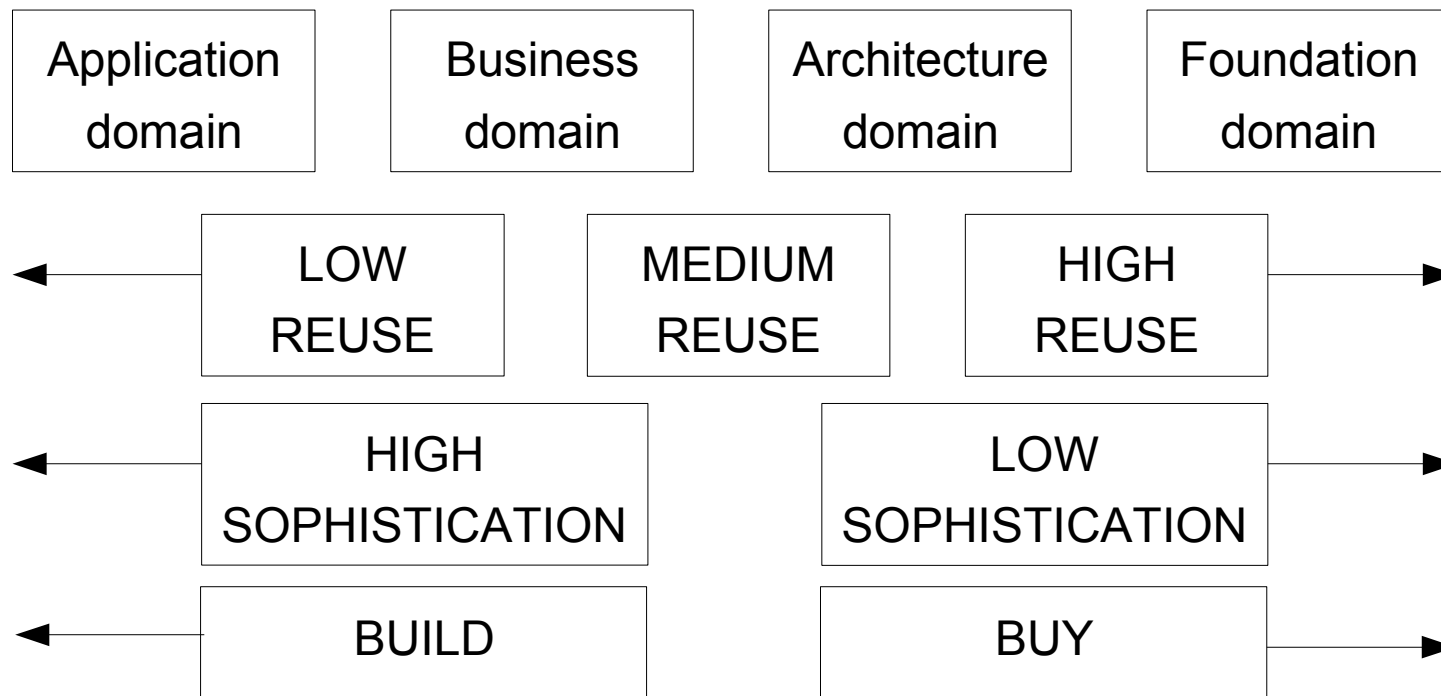 Application
domain
Business
domain
Architecture
domain
Foundation
domain
LOW
REUSE
MEDIUM
REUSE
HIGH
REUSE
HIGH
SOPHISTICATION
LOW
SOPHISTICATION
BUILD
BUY